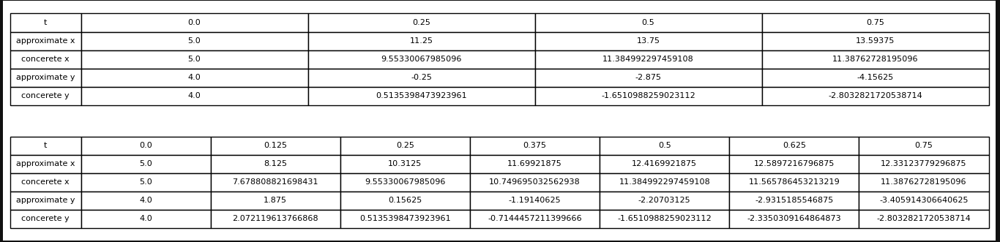 t 0.0 0.25 0.5 0.75
approximate x 5.0 11.25 13.75 13.59375
concerete x 5.0 9.55330067985096 11.384992297459108 11.38762728195096
approximate y 4.0 -0.25 -2.875 -4.15625
concerete y 4.0 0.5135398473923961 -1.6510988259023112 -2.8032821720538714
t 0.0 0.125 0.25 0.375 0.5 0.625 0.75
approximate x 5.0 8.125 10.3125 11.69921875 12.4169921875 12.5897216796875 12.33123779296875
concerete x 5.0 7.678808821698431 9.55330067985096 10.749695032562938 11.384992297459108 11.565786453213219 11.38762728195096
approximate y 4.0 1.875 0.15625 -1.19140625 -2.20703125 -2.9315185546875 -3.405914306640625
concerete y 4.0 2.072119613766868 0.5135398473923961 -0.7144457211399666 -1.6510988259023112 -2.3350309164864873 -2.8032821720538714